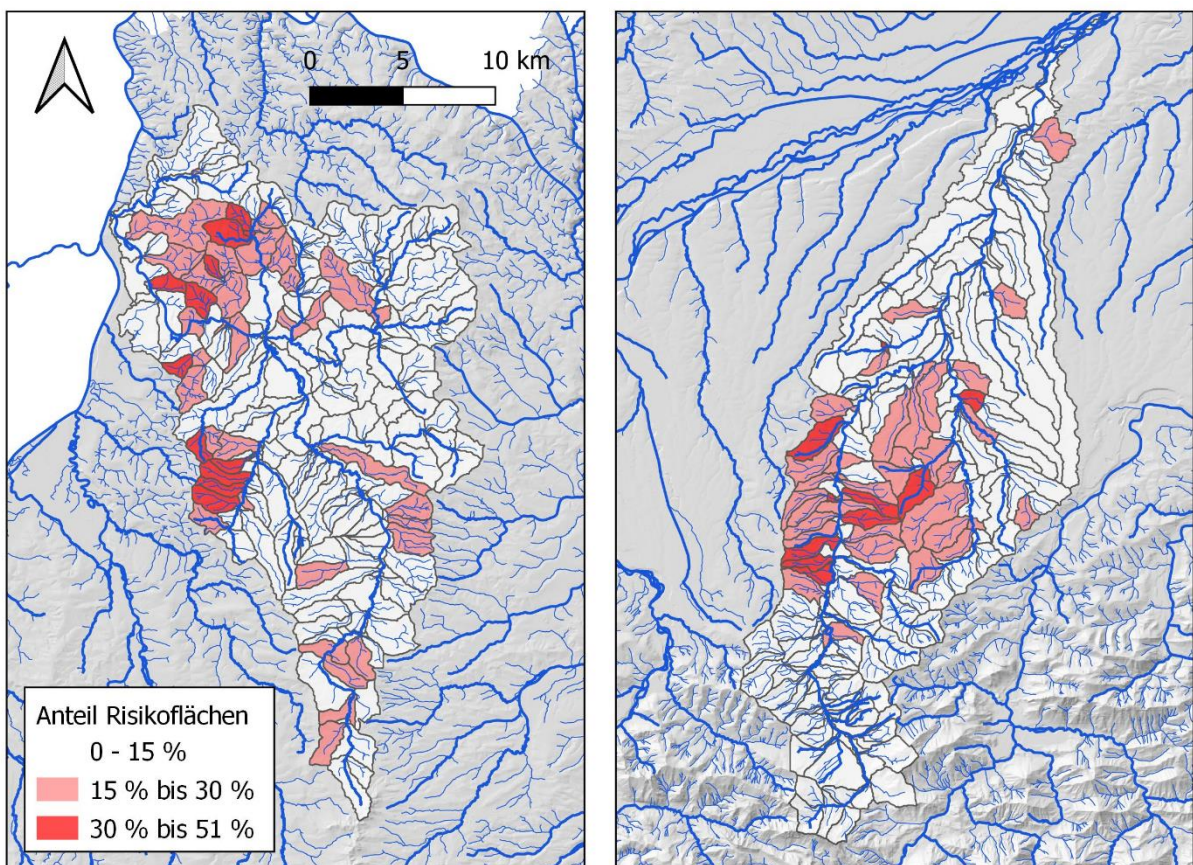 0 5 10 km
Anteil Risikoflächen
0 - 15 %
15 % bis 30 %
30 % bis 51 %